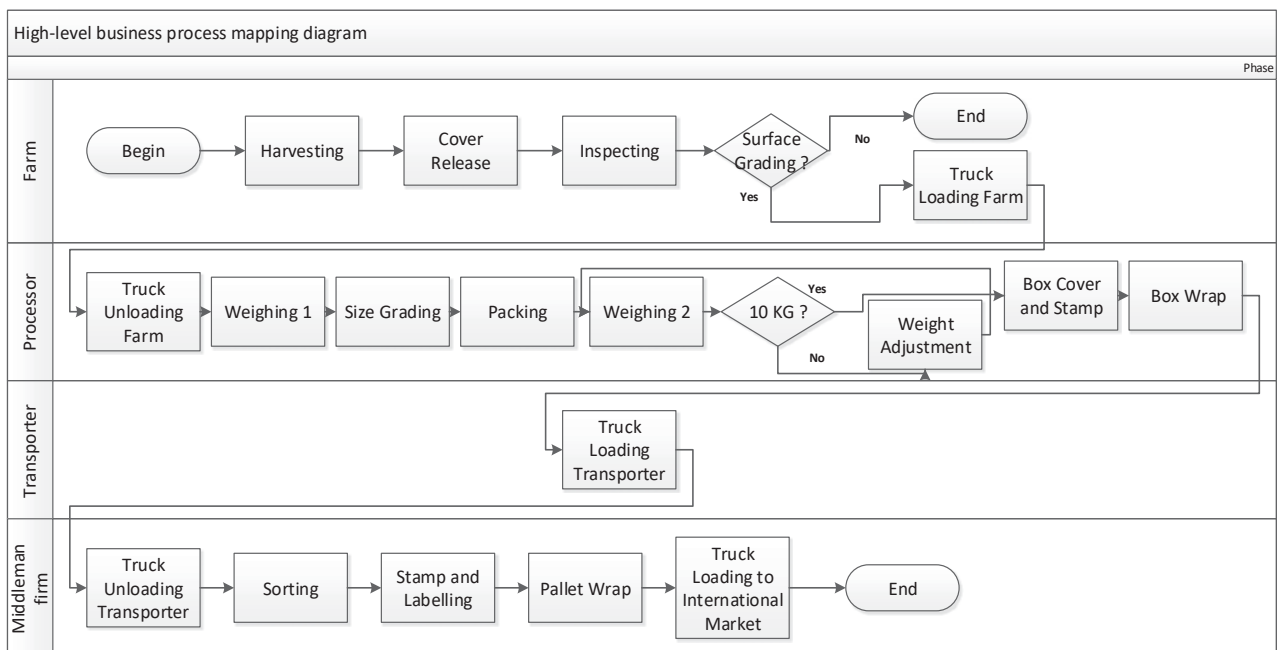 High-level business process mapping diagram
Phase
Farm
Begin
Harvesting
Cover
Release
Inspecting
Surface
Grading ?
No
End
Yes
Truck
Loading Farm
Processor
Truck
Unloading
Farm
Weighing 1
Size Grading
Packing
Weighing 2
10 KG ?
Yes
No
Weight
Adjustment
Box Cover
and Stamp
Box Wrap
Transporter
Truck
Loading
Transporter
Middleman
firm
Truck
Unloading
Transporter
Sorting
Stamp and
Labelling
Pallet Wrap
Truck
Loading to
International
Market
End